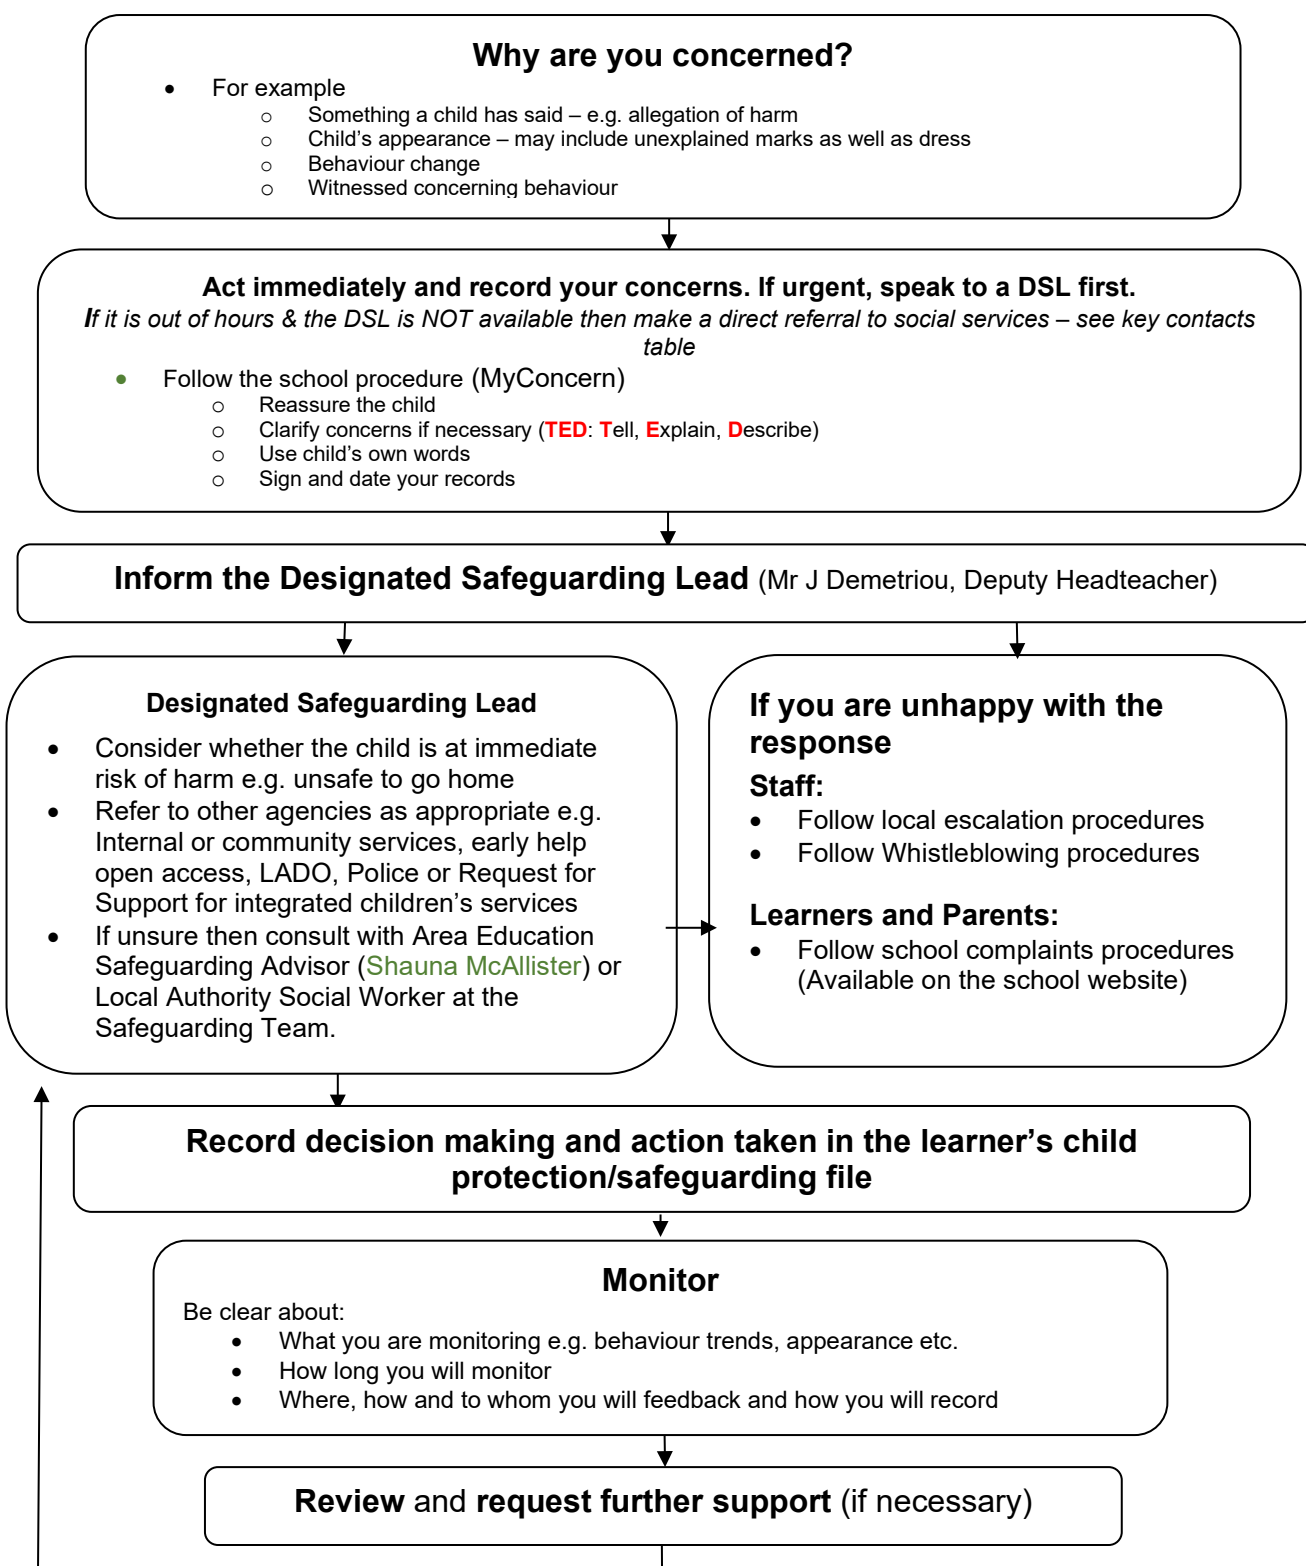 Why are you concerned?
• For example
o Something a child has said – e.g. allegation of harm
o Child's appearance – may include unexplained marks as well as dress
o Behaviour change
o Witnessed concerning behaviour
Act immediately and record your concerns. If urgent, speak to a DSL first.
If it is out of hours & the DSL is NOT available then make a direct referral to social services – see key contacts
table
• Follow the school procedure (MyConcern)
o Reassure the child
o Clarify concerns if necessary (TED: Tell, Explain, Describe)
o Use child's own words
o Sign and date your records
Inform the Designated Safeguarding Lead (Mr J Demetriou, Deputy Headteacher)
Designated Safeguarding Lead
• Consider whether the child is at immediate
risk of harm e.g. unsafe to go home
• Refer to other agencies as appropriate e.g.
Internal or community services, early help
open access, LADO, Police or Request for
Support for integrated children's services
• If unsure then consult with Area Education
Safeguarding Advisor (Shauna McAllister) or
Local Authority Social Worker at the
Safeguarding Team.
If you are unhappy with the
response
Staff:
• Follow local escalation procedures
• Follow Whistleblowing procedures
Learners and Parents:
• Follow school complaints procedures
(Available on the school website)
Record decision making and action taken in the learner's child
protection/safeguarding file
Monitor
Be clear about:
• What you are monitoring e.g. behaviour trends, appearance etc.
• How long you will monitor
• Where, how and to whom you will feedback and how you will record
Review and request further support (if necessary)